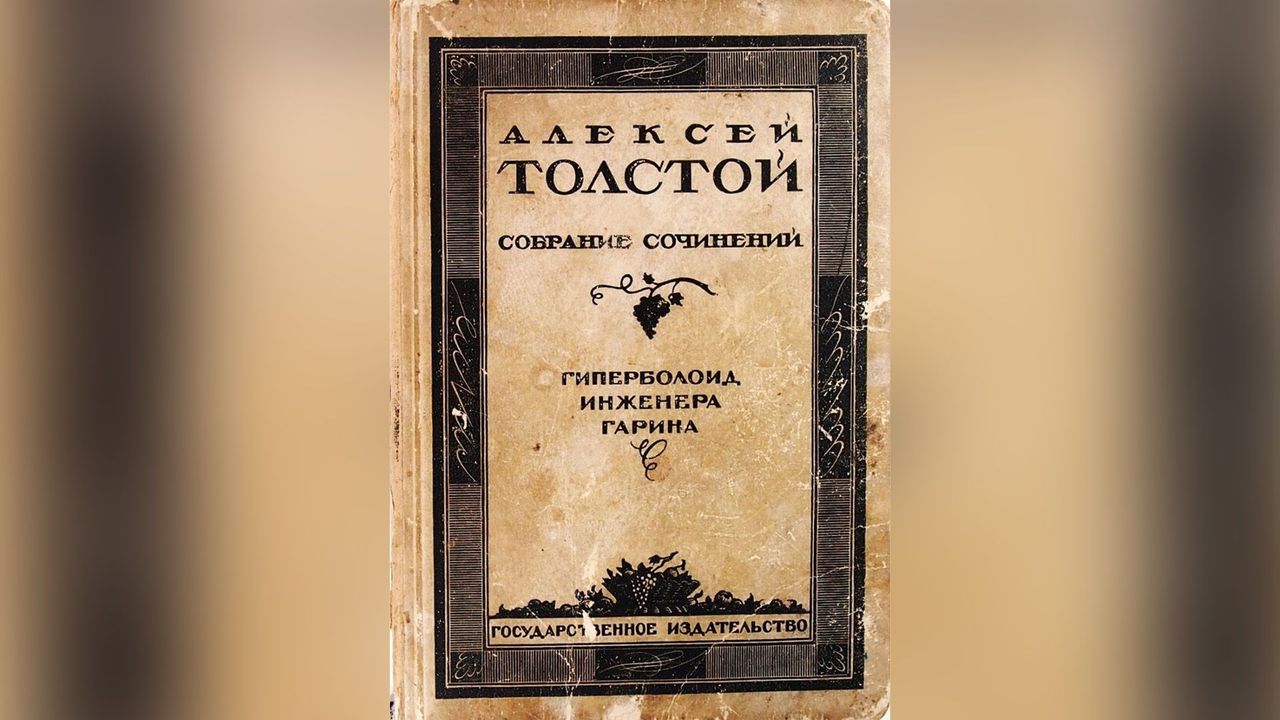 АЛЕКСЕЙ
ТОЛСТОЙ
СОБРАНИЕ СОЧИНЕНИЙ
ГИПЕРБОЛОИД
ИНЖЕНЕРА
ГАРИНА
ГОСУДАРСТВЕННОЕ ИЗДАТЕЛЬСТВО